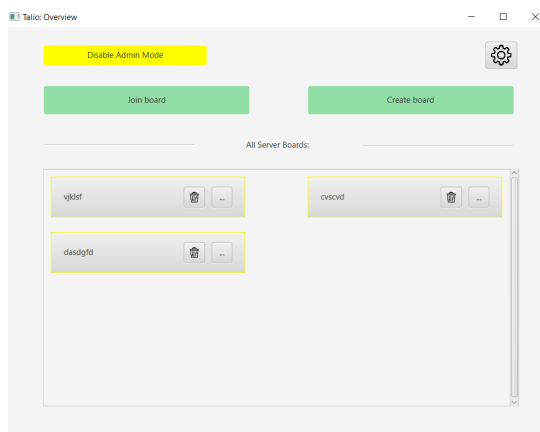 Talio: Overview
Disable Admin Mode
Join board
Create board
All Server Boards:
vjklsf
...
cvscvd
...
dasdgfd
...